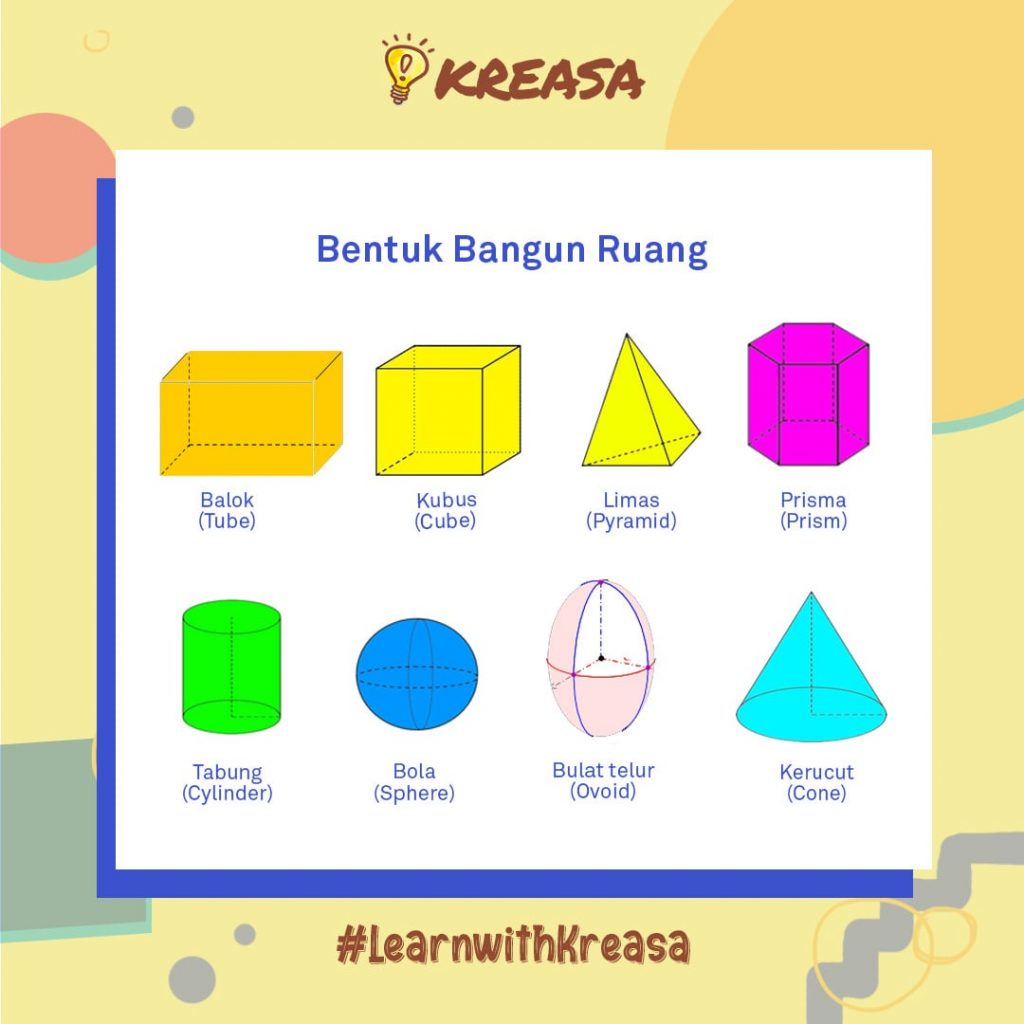 KREASA
Bentuk Bangun Ruang
Balok
(Tube)
Kubus
(Cube)
Limas
(Pyramid)
Prisma
(Prism)
Tabung
(Cylinder)
Bola
(Sphere)
Bulat telur
(Ovoid)
Kerucut
(Cone)
#LearnwithKreasa